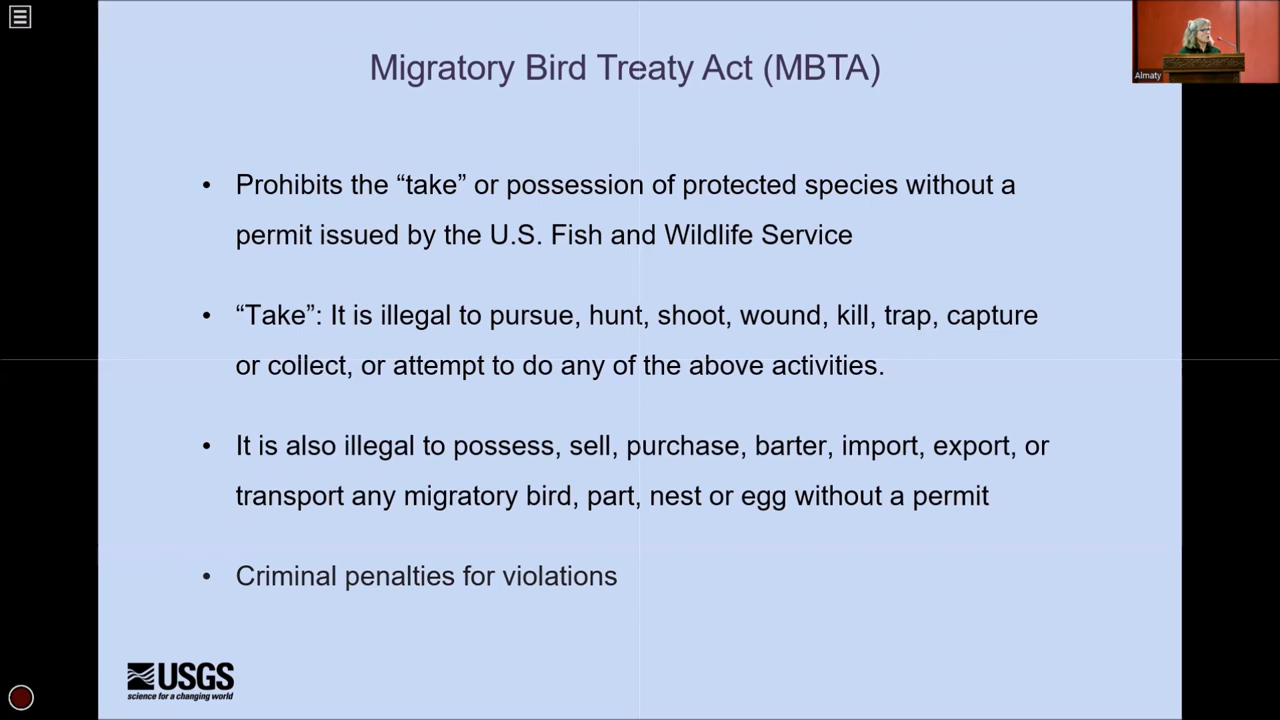 Migratory Bird Treaty Act (MBTA)
Almaty
• Prohibits the “take” or possession of protected species without a
permit issued by the U.S. Fish and Wildlife Service
• “Take”: It is illegal to pursue, hunt, shoot, wound, kill, trap, capture
or collect, or attempt to do any of the above activities.
• It is also illegal to possess, sell, purchase, barter, import, export, or
transport any migratory bird, part, nest or egg without a permit
• Criminal penalties for violations
USGS
science for a changing world